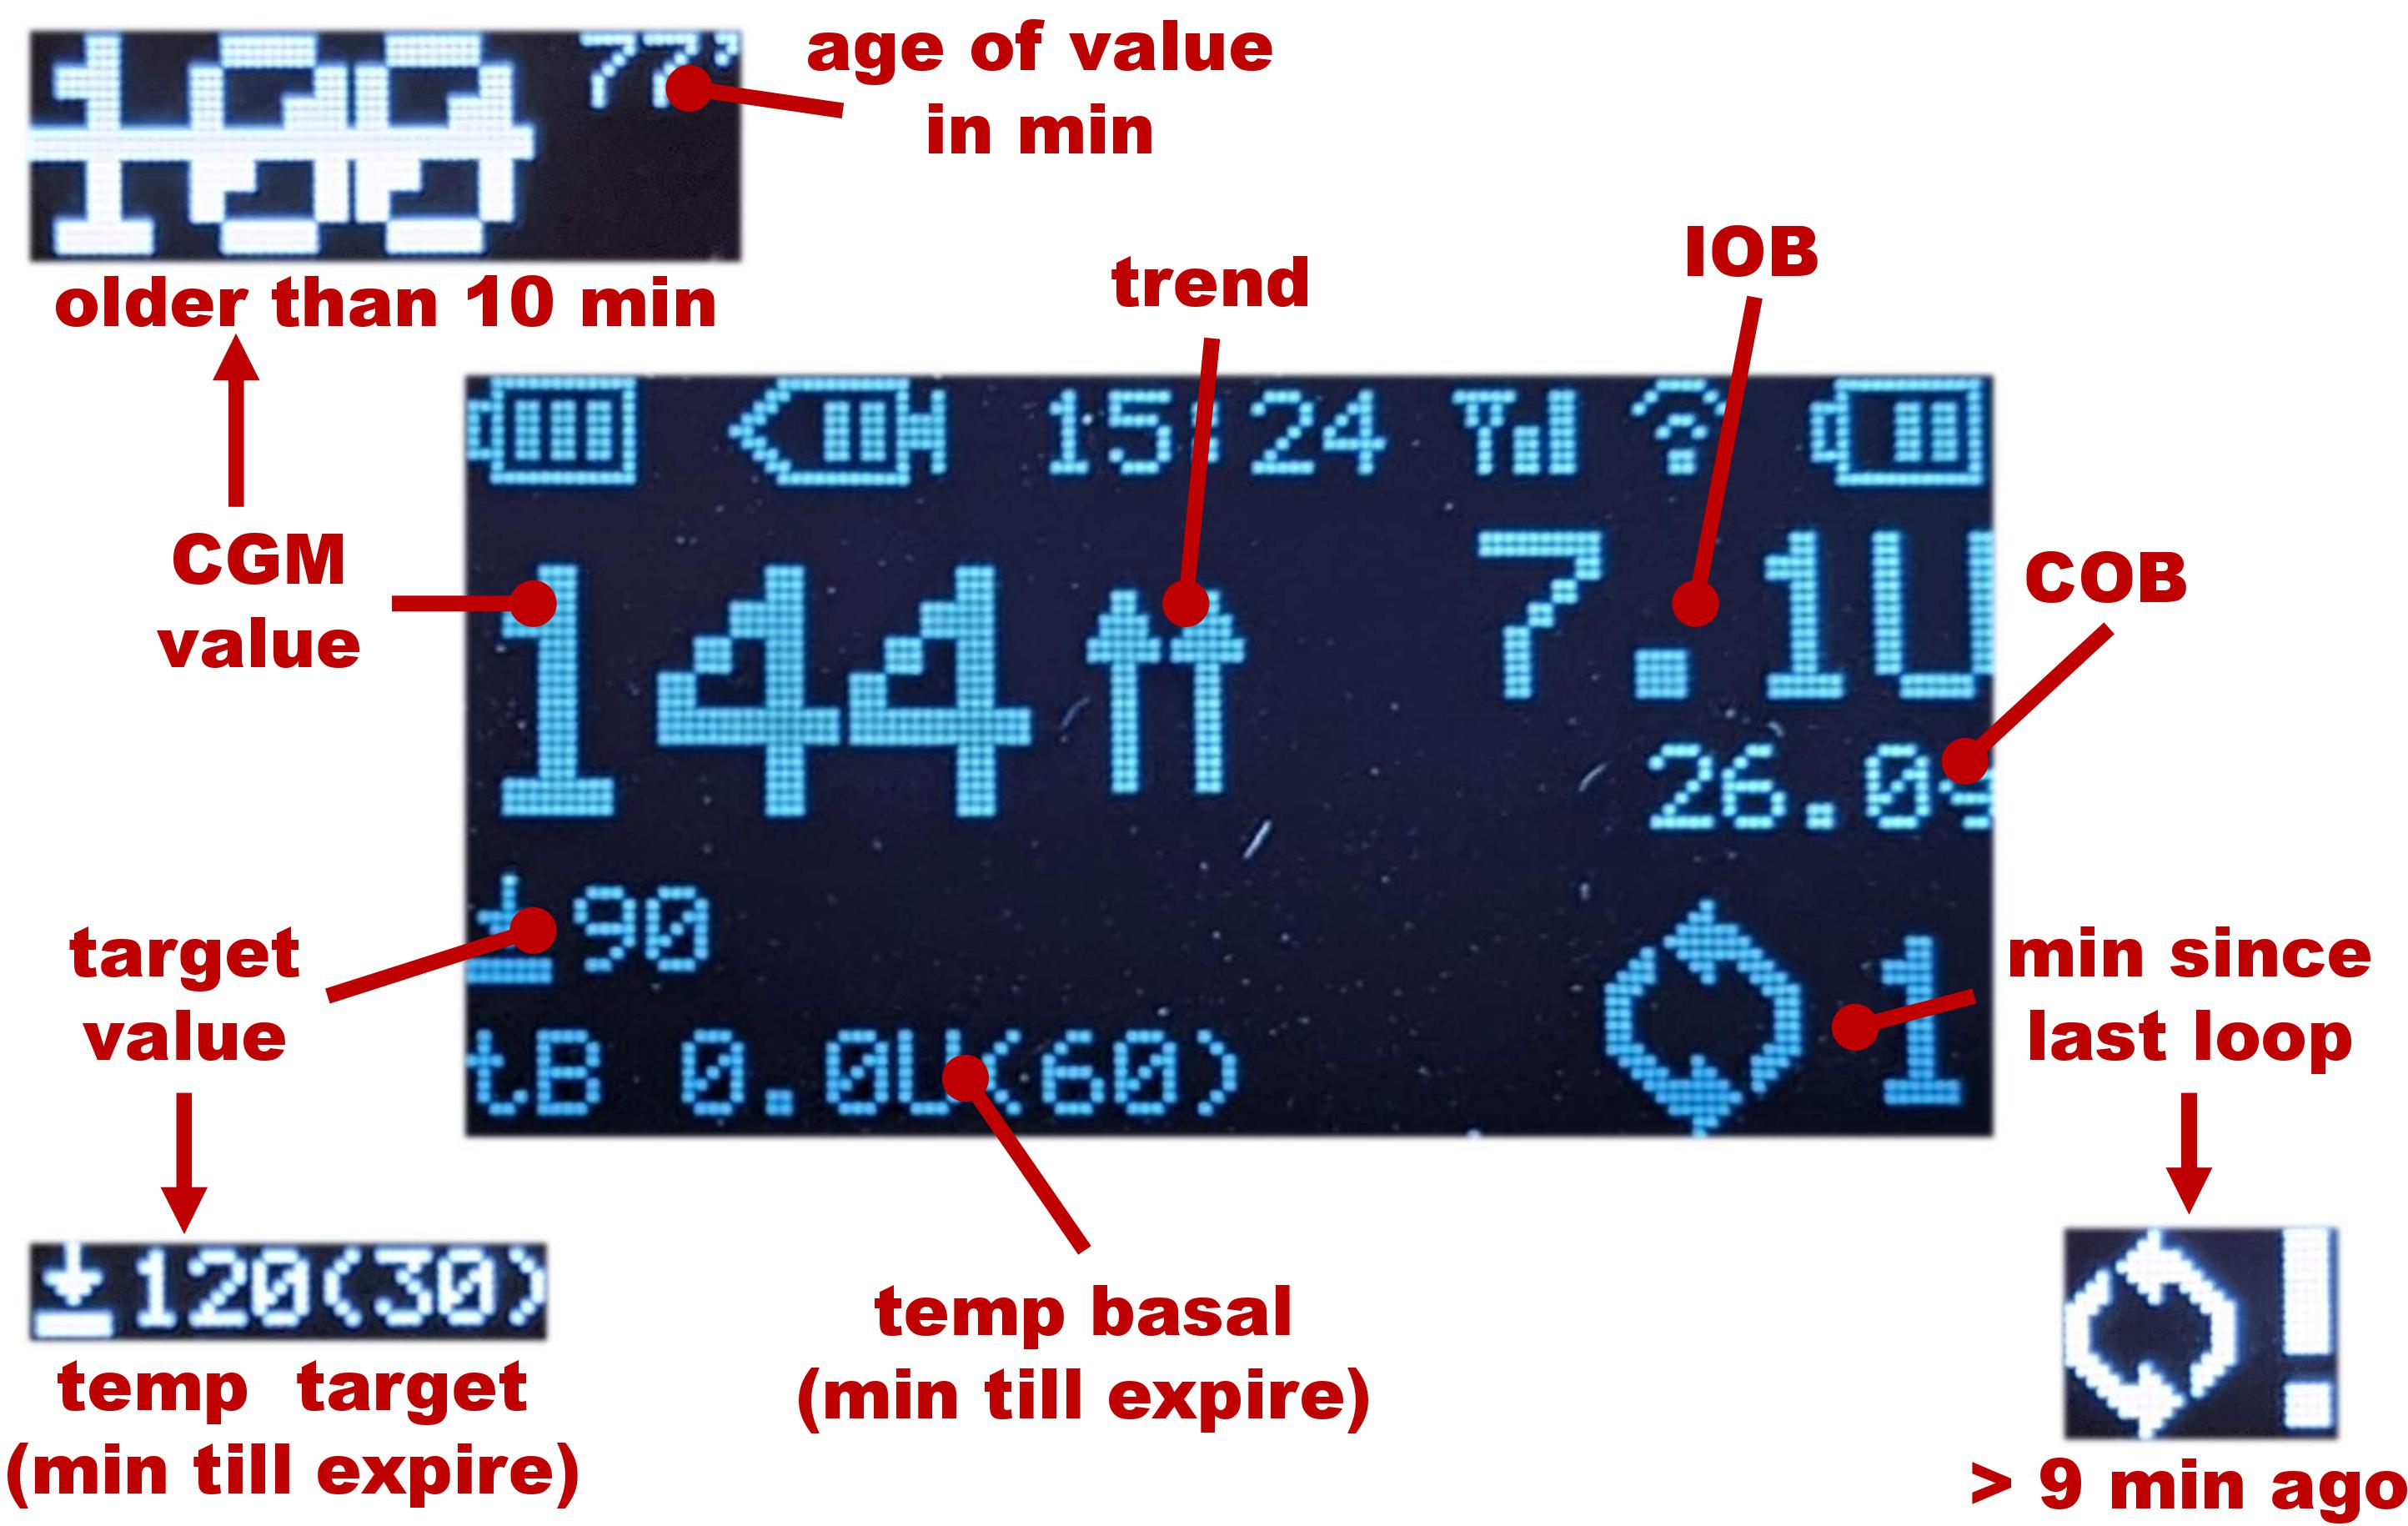 100 77'
age of value
in min
older than 10 min
trend
IOB
CGM
value
15:24
144
7.1U
COB
26.0g
target
value
90
min since
last loop
1
tB 0.0U(60)
120(30)
temp target
(min till expire)
temp basal
(min till expire)
!
> 9 min ago